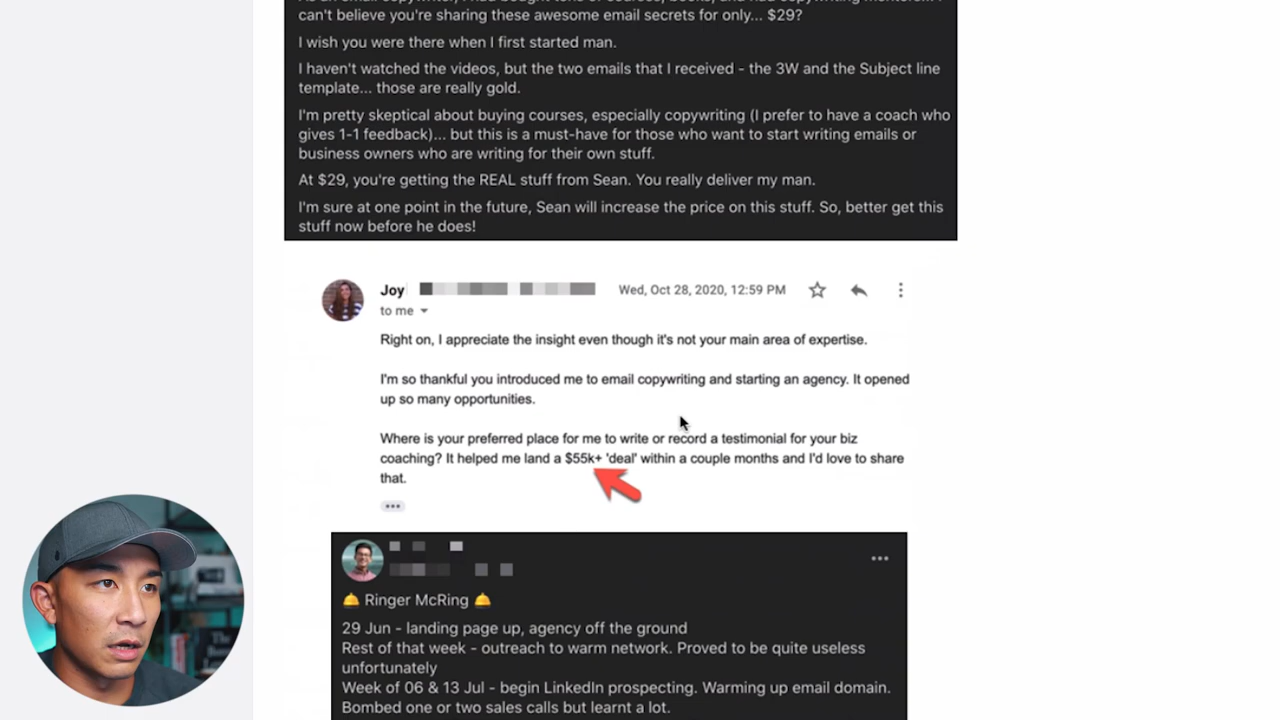 can't believe you're sharing these awesome email secrets for only... $29?
I wish you were there when I first started man.
I haven't watched the videos, but the two emails that I received - the 3W and the Subject line
template... those are really gold.
I'm pretty skeptical about buying courses, especially copywriting (I prefer to have a coach who
gives 1-1 feedback)... but this is a must-have for those who want to start writing emails or
business owners who are writing for their own stuff.
At $29, you're getting the REAL stuff from Sean. You really deliver my man.
I'm sure at one point in the future, Sean will increase the price on this stuff. So, better get this
stuff now before he does!
Joy
Wed, Oct 28, 2020, 12:59 PM
to me
Right on, I appreciate the insight even though it's not your main area of expertise.
I'm so thankful you introduced me to email copywriting and starting an agency. It opened
up so many opportunities.
Where is your preferred place for me to write or record a testimonial for your biz
coaching? It helped me land a $55k+ 'deal' within a couple months and I'd love to share
that.
Ringer McRing
29 Jun - landing page up, agency off the ground
Rest of that week - outreach to warm network. Proved to be quite useless
unfortunately
Week of 06 & 13 Jul - begin LinkedIn prospecting. Warming up email domain.
Bombed one or two sales calls but learnt a lot.